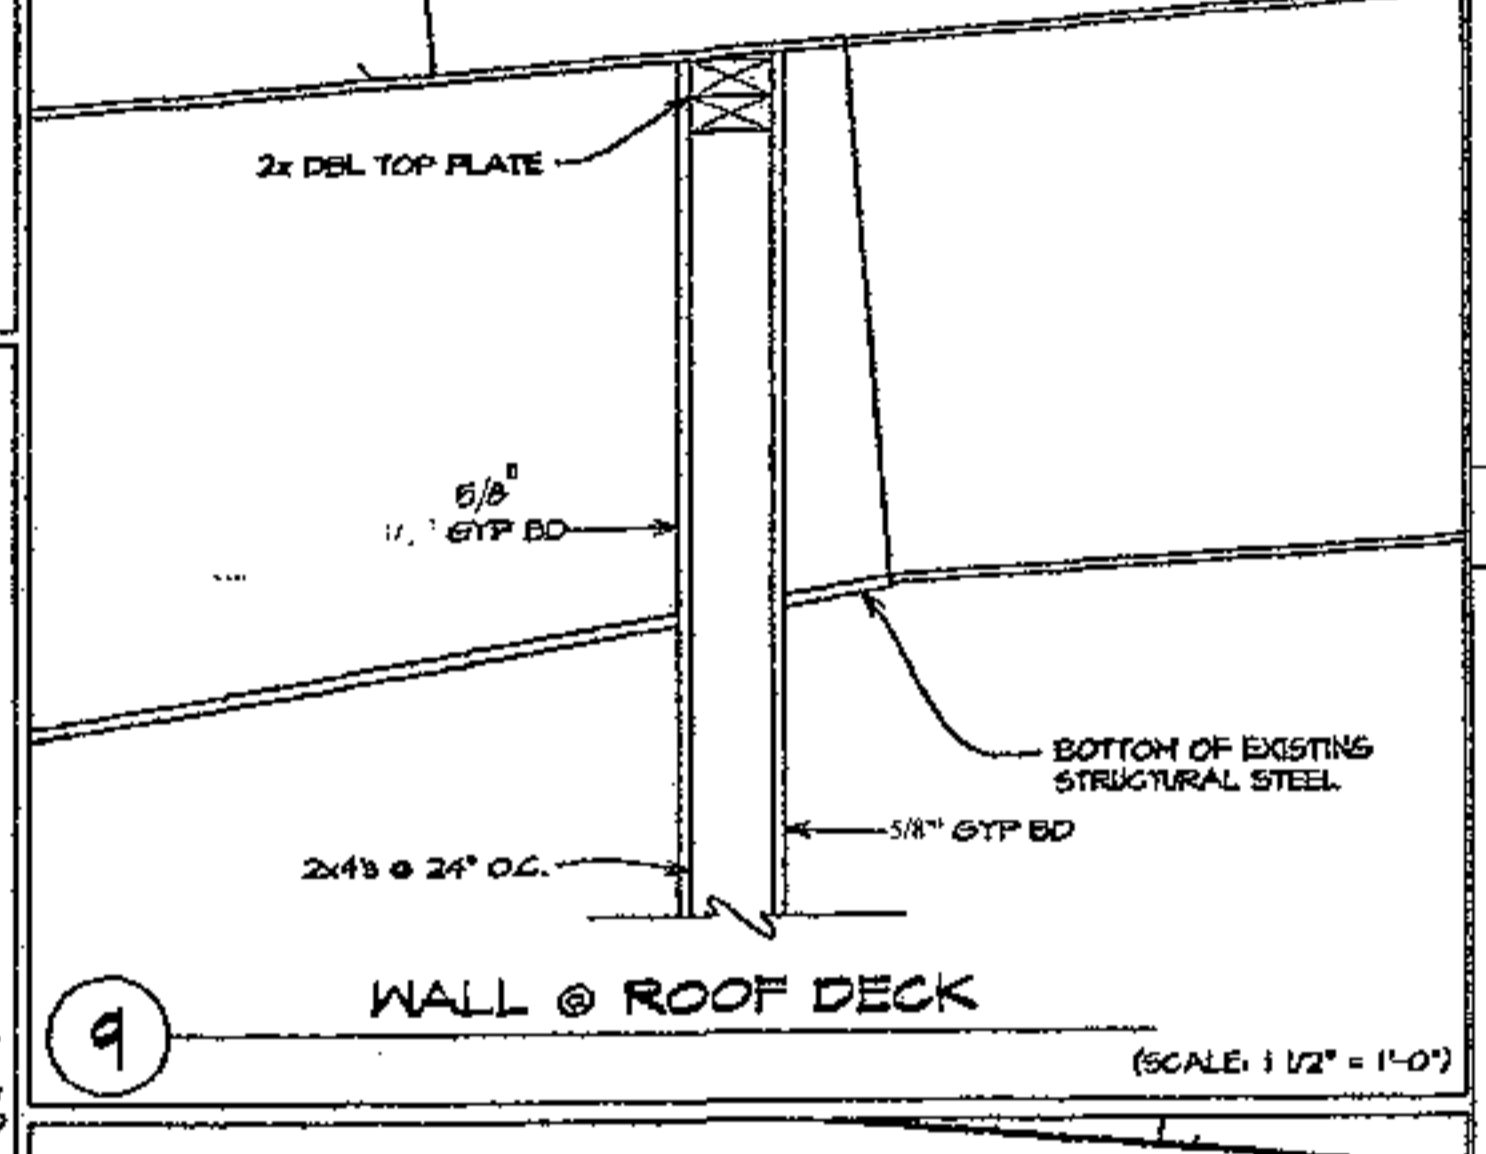 2x DBL TOP PLATE
5/8"
GYP BD
BOTTOM OF EXISTING
STRUCTURAL STEEL
5/8" GYP BD
2x4's @ 24" O.C.
9
WALL @ ROOF DECK
(SCALE: 1 1/2" = 1'-0")